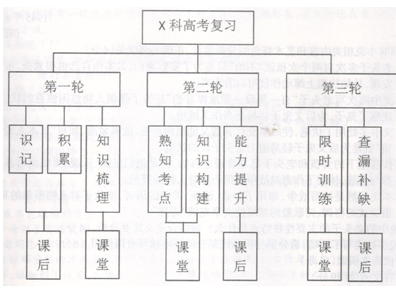 X科高考复习
第一轮
第二轮
第三轮
识记
积累
知识梳理
熟知考点
知识构建
能力提升
限时训练
查漏补缺
课后
课堂
课堂
课后
课堂
课后